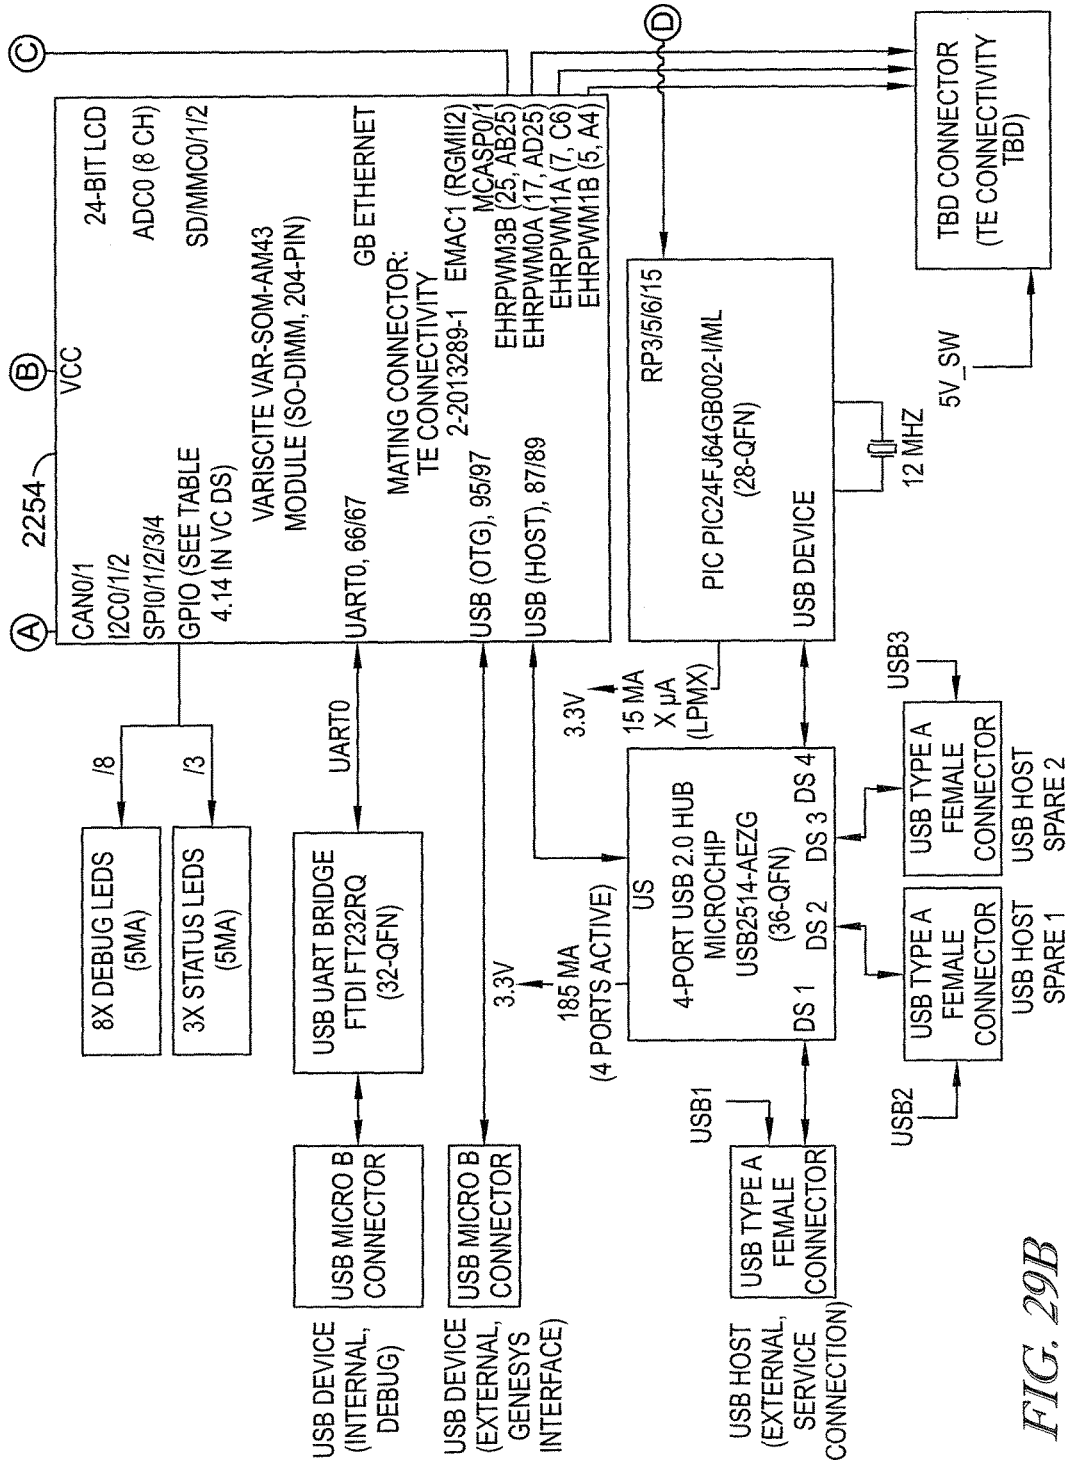 A
2254
B
VCC
C
CAN0/1
I2C0/1/2
SPI0/1/2/3/4
GPIO (SEE TABLE
4.14 IN VC DS)
24-BIT LCD
ADC0 (8 CH)
SD/MMC0/1/2
VARISCITE VAR-SOM-AM43
MODULE (SO-DIMM, 204-PIN)
UART0, 66/67
GB ETHERNET
MATING CONNECTOR:
TE CONNECTIVITY
2-2013289-1
EMAC1 (RGMII2)
MCASP0/1
USB (OTG), 95/97
EHRPWM3B (25, AB25)
EHRPWM0A (17, AD25)
USB (HOST), 87/89
EHRPWM1A (7, C6)
EHRPWM1B (5, A4)
/8
/3
8X DEBUG LEDS
(5MA)
3X STATUS LEDS
(5MA)
UART0
USB UART BRIDGE
FTDI FT232RQ
(32-QFN)
USB MICRO B
CONNECTOR
USB DEVICE
(INTERNAL,
DEBUG)
USB MICRO B
CONNECTOR
USB DEVICE
(EXTERNAL,
GENESYS
INTERFACE)
3.3V
185 MA
(4 PORTS ACTIVE)
3.3V
15 MA
X µA
(LPMX)
D
RP3/5/6/15
PIC PIC24FJ64GB002-I/ML
(28-QFN)
USB DEVICE
12 MHZ
US
4-PORT USB 2.0 HUB
MICROCHIP
USB2514-AEZG
(36-QFN)
DS 1
DS 2
DS 3
DS 4
USB1
USB TYPE A
FEMALE
CONNECTOR
USB HOST
(EXTERNAL,
SERVICE
CONNECTION)
USB2
USB TYPE A
FEMALE
CONNECTOR
USB HOST
SPARE 1
USB3
USB TYPE A
FEMALE
CONNECTOR
USB HOST
SPARE 2
5V_SW
TBD CONNECTOR
(TE CONNECTIVITY
TBD)
FIG. 29B